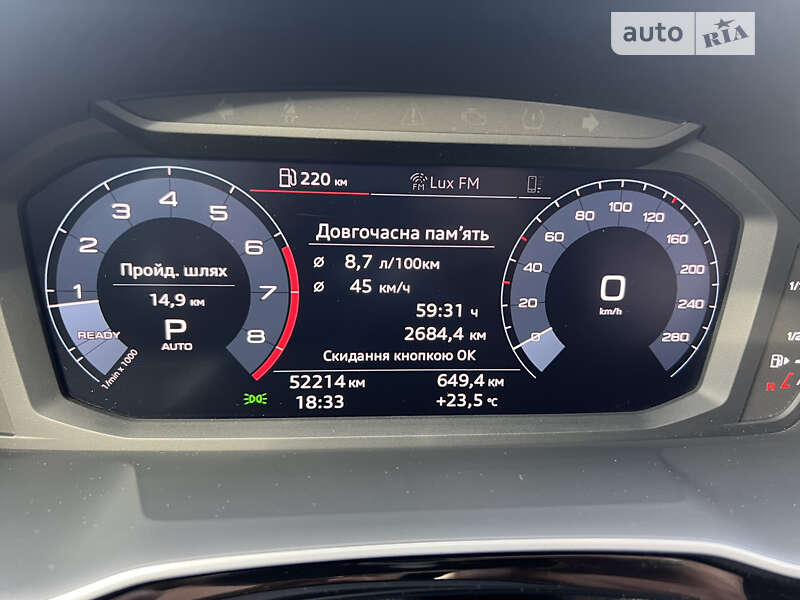 auto RIA
220 км
FM Lux FM
Довгочасна пам’ять
ø 8,7 л/100км
ø 45 км/ч
59:31 ч
2684,4 км
Скидання кнопкою ОК
52214 км 649,4 км
18:33 +23,5 °C
Пройд. шлях
14,9 км
P
AUTO
READY
1 2 3 4 5 6 7 8
1/min x 1000
0 20 40 60 80 100 120 160 200 240 280
0
km/h
1/2
R